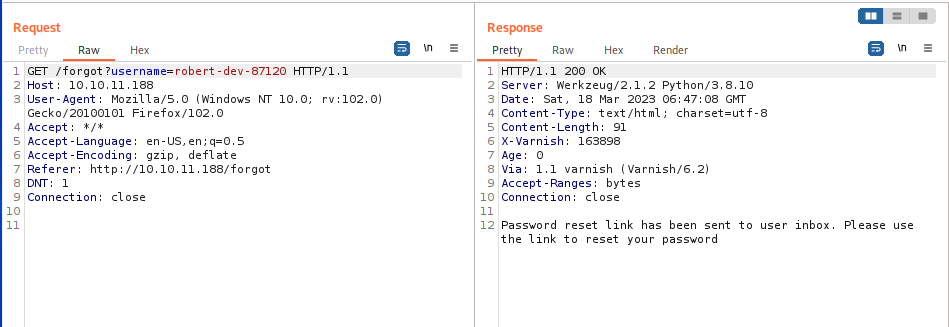 Request
Pretty Raw Hex
\n
1 GET /forgot?username=robert-dev-87120 HTTP/1.1
2 Host: 10.10.11.188
3 User-Agent: Mozilla/5.0 (Windows NT 10.0; rv:102.0)
Gecko/20100101 Firefox/102.0
4 Accept: */*
5 Accept-Language: en-US,en;q=0.5
6 Accept-Encoding: gzip, deflate
7 Referer: http://10.10.11.188/forgot
8 DNT: 1
9 Connection: close
10
11
Response
Pretty Raw Hex Render
\n
1 HTTP/1.1 200 OK
2 Server: Werkzeug/2.1.2 Python/3.8.10
3 Date: Sat, 18 Mar 2023 06:47:08 GMT
4 Content-Type: text/html; charset=utf-8
5 Content-Length: 91
6 X-Varnish: 163898
7 Age: 0
8 Via: 1.1 varnish (Varnish/6.2)
9 Accept-Ranges: bytes
10 Connection: close
11
12 Password reset link has been sent to user inbox. Please use
the link to reset your password